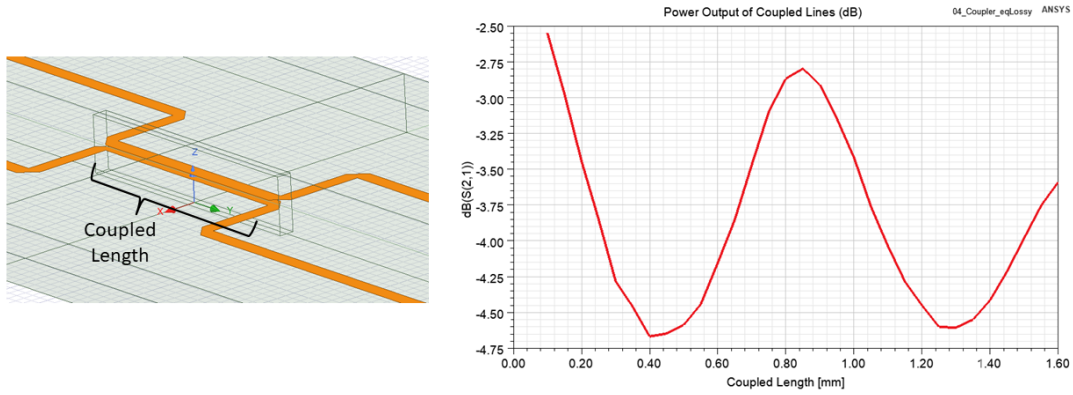 Z
X
Y
Coupled
Length
Power Output of Coupled Lines (dB)
04_Coupler_eqLossy
ANSYS
-2.50
-2.75
-3.00
-3.25
-3.50
-3.75
-4.00
-4.25
-4.50
-4.75
dB(S(2,1))
0.00
0.20
0.40
0.60
0.80
1.00
1.20
1.40
1.60
Coupled Length [mm]